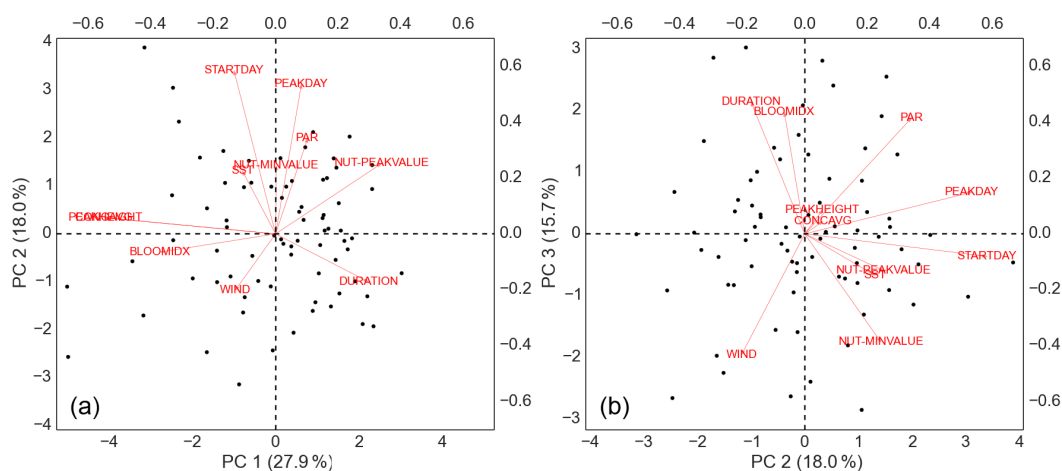 −0.6 −0.4 −0.2 0.0 0.2 0.4 0.6
4 3 2 1 0 −1 −2 −3 −4
PC 2 (18.0 %)
STARTDAY
PEAKDAY
PAR
NUT-MINVALUE
NUT-PEAKVALUE
SST
PEAKHEIGHT
CONCAVG
BLOOMIDX
DURATION
WIND
(a)
0.6 0.4 0.2 0.0 −0.2 −0.4 −0.6
−4 −3 −2 −1 0 1 2 3 4
PC 1 (27.9 %)
−0.6 −0.4 −0.2 0.0 0.2 0.4 0.6
3 2 1 0 −1 −2 −3
PC 3 (15.7 %)
DURATION
BLOOMIDX
PAR
PEAKDAY
PEAKHEIGHT
CONCAVG
STARTDAY
NUT-PEAKVALUE
SST
NUT-MINVALUE
WIND
(b)
0.6 0.4 0.2 0.0 −0.2 −0.4 −0.6
−4 −3 −2 −1 0 1 2 3 4
PC 2 (18.0 %)